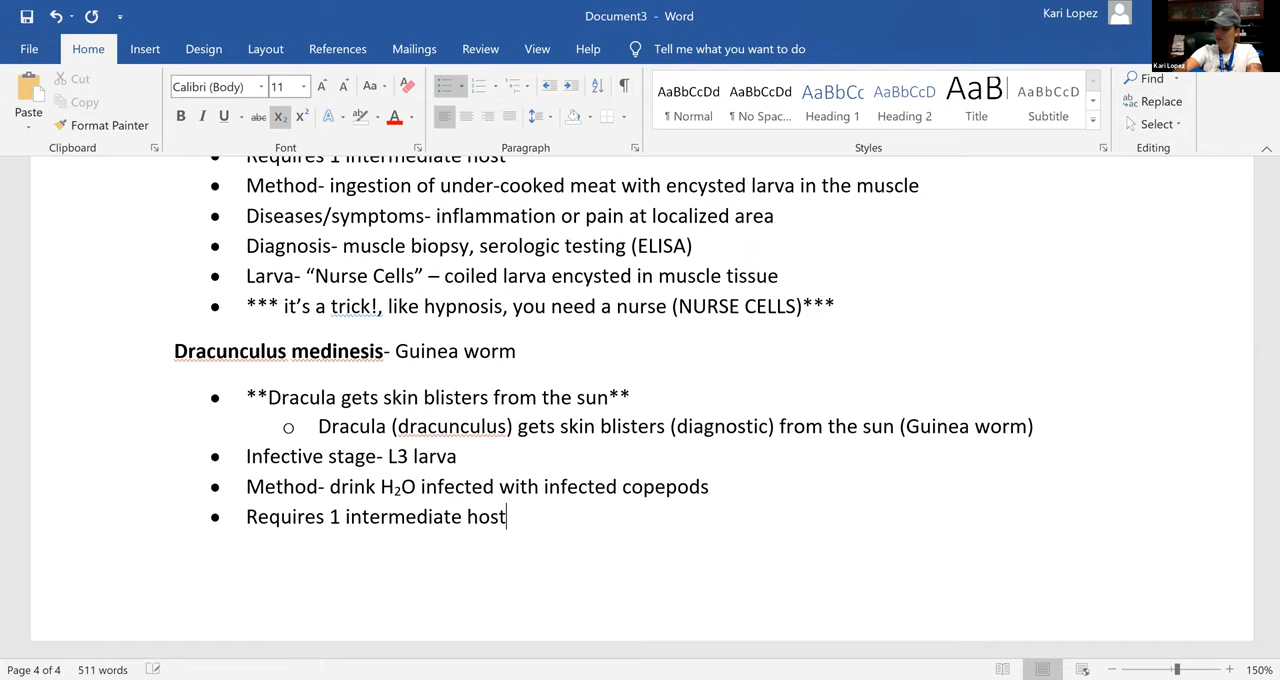 Document3 - Word
Kari Lopez
File Home Insert Design Layout References Mailings Review View Help Tell me what you want to do
Kari Lopez
Paste
Cut
Copy
Format Painter
Clipboard
Calibri (Body) 11 A A Aa
B I U abc X2 X2 A ab A
Font
Paragraph
AaBbCcDd AaBbCcDd AaBbCc AaBbCcD AaB AaBbCcD
¶ Normal ¶ No Spac... Heading 1 Heading 2 Title Subtitle
Styles
Find
Replace
Select
Editing
• Requires 1 intermediate host
• Method- ingestion of under-cooked meat with encysted larva in the muscle
• Diseases/symptoms- inflammation or pain at localized area
• Diagnosis- muscle biopsy, serologic testing (ELISA)
• Larva- “Nurse Cells” – coiled larva encysted in muscle tissue
• *** it’s a trick!, like hypnosis, you need a nurse (NURSE CELLS)***
Dracunculus medinesis- Guinea worm
• **Dracula gets skin blisters from the sun**
o Dracula (dracunculus) gets skin blisters (diagnostic) from the sun (Guinea worm)
• Infective stage- L3 larva
• Method- drink H₂O infected with infected copepods
• Requires 1 intermediate host
Page 4 of 4 511 words
150%